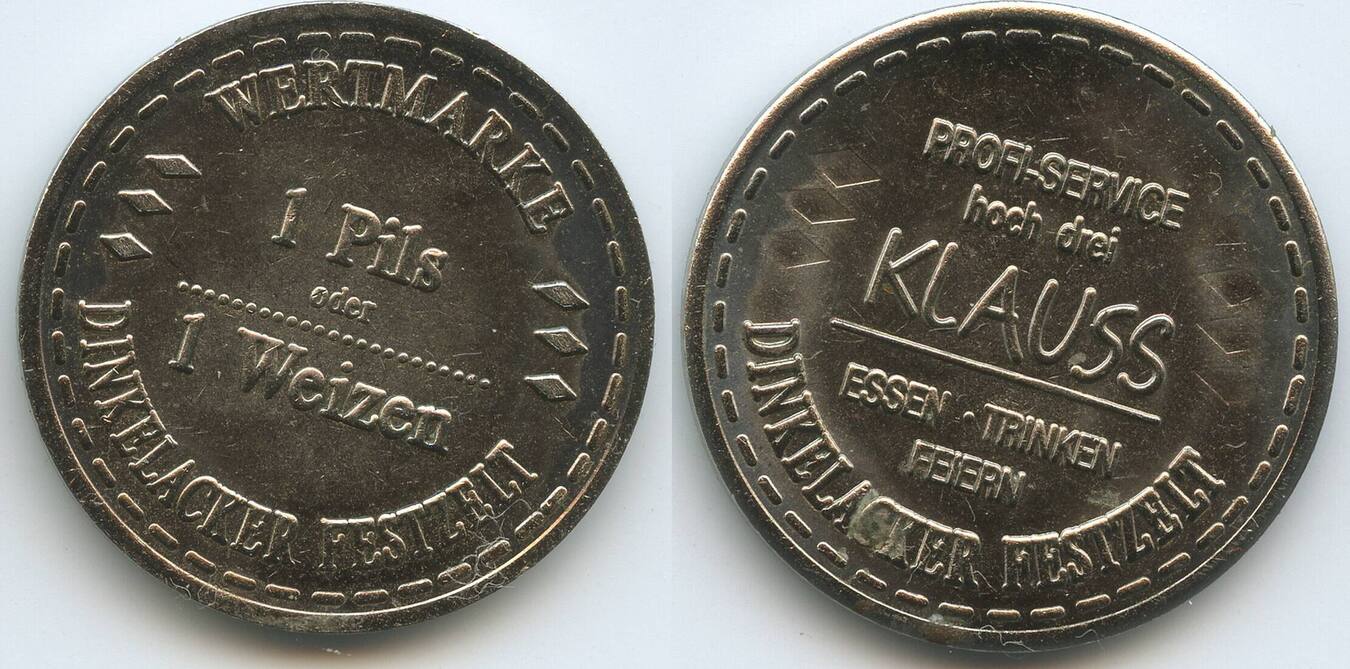 WERTMARKE
1 Pils
oder
1 Weizen
DINKELACKER FESTZELT
PROFI-SERVICE
hoch drei
KLAUSS
ESSEN · TRINKEN
FEIERN
DINKELACKER FESTZELT